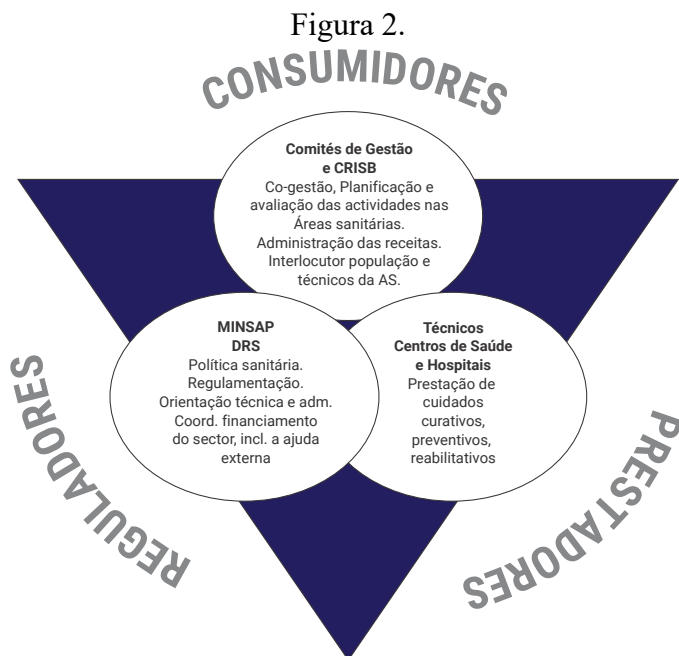 Figura 2.
CONSUMIDORES
Comités de Gestão
e CRISB
Co-gestão, Planificação e
avaliação das actividades nas
Áreas sanitárias.
Administração das receitas.
Interlocutor população e
técnicos da AS.
MINSAP
DRS
Política sanitária.
Regulamentação.
Orientação técnica e adm.
Coord. financiamento
do sector, incl. a ajuda
externa
Técnicos
Centros de Saúde
e Hospitais
Prestação de
cuidados
curativos,
preventivos,
reabilitativos
REGULADORES
PRESTADORES